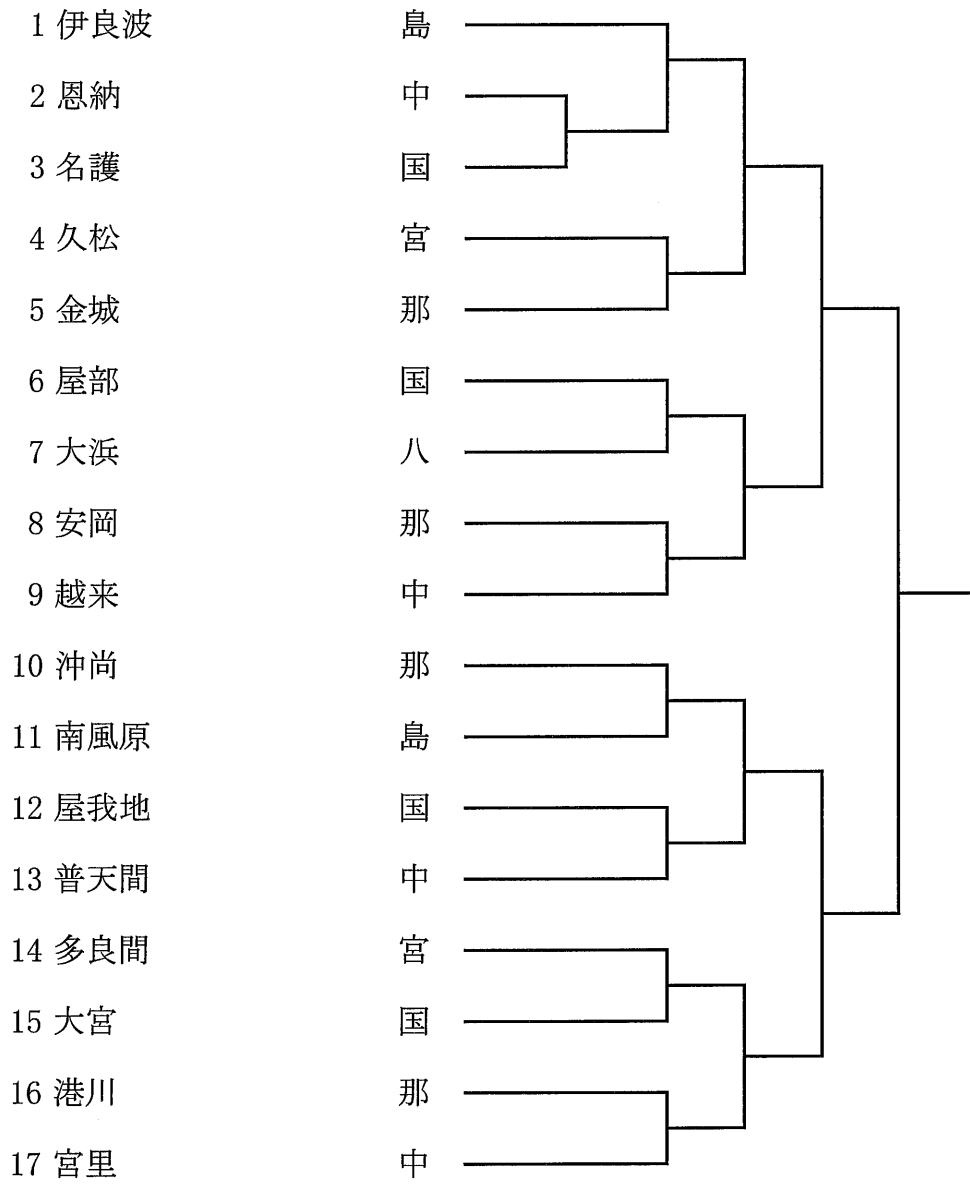 1 伊良波 島
2 恩納 中
3 名護 国
4 久松 宮
5 金城 那
6 屋部 国
7 大浜 八
8 安岡 那
9 越来 中
10 沖尚 那
11 南風原 島
12 屋我地 国
13 普天間 中
14 多良間 宮
15 大宮 国
16 港川 那
17 宮里 中